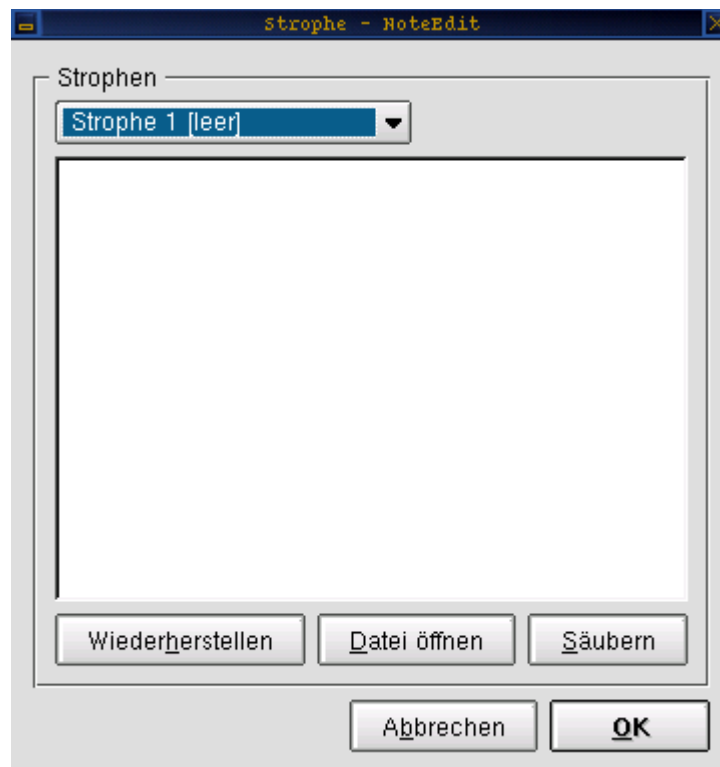 Strophe - NoteEdit
Strophen
Strophe 1 [leer]
Wiederherstellen Datei öffnen Säubern
Abbrechen OK